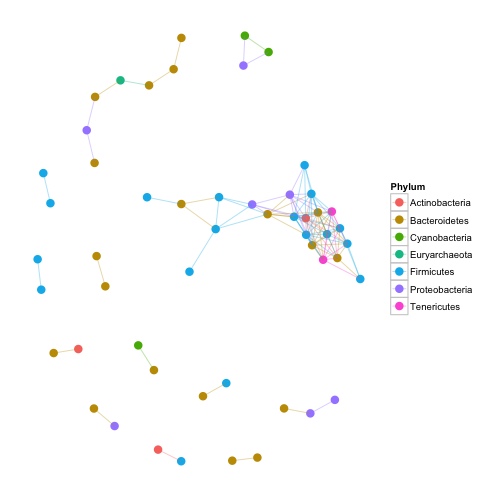 Phylum
Actinobacteria
Bacteroidetes
Cyanobacteria
Euryarchaeota
Firmicutes
Proteobacteria
Tenericutes